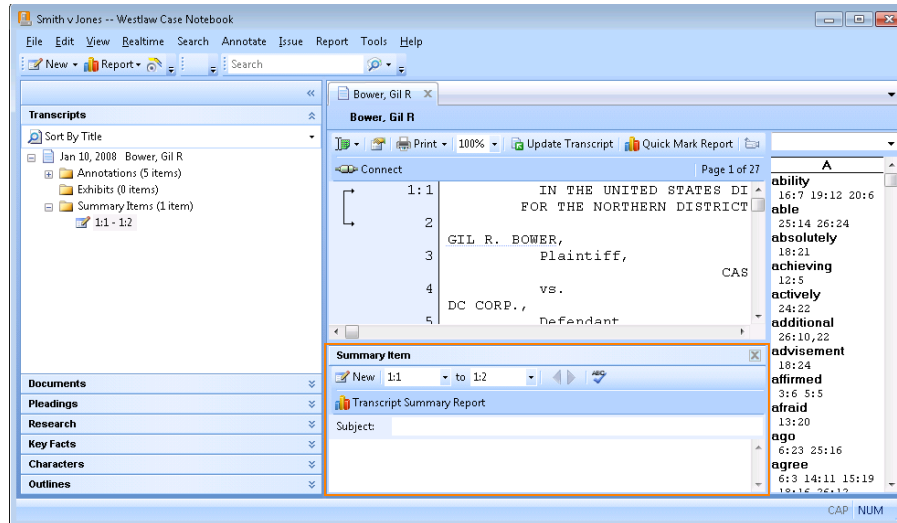 Smith v Jones -- Westlaw Case Notebook
File Edit View Realtime Search Annotate Issue Report Tools Help
New Report Search
Transcripts
Sort By Title
Jan 10, 2008 Bower, Gil R
Annotations (5 items)
Exhibits (0 items)
Summary Items (1 item)
1:1 - 1:2
Documents
Pleadings
Research
Key Facts
Characters
Outlines
Bower, Gil R
Bower, Gil R
Print 100% Update Transcript Quick Mark Report
Connect Page 1 of 27
1:1 IN THE UNITED STATES DI
FOR THE NORTHERN DISTRICT
2
GIL R. BOWER,
3 Plaintiff,
CAS
4 vs.
DC CORP.,
5 Defendant
Summary Item
New 1:1 to 1:2 ABC
Transcript Summary Report
Subject:
A
ability
16:7 19:12 20:6
able
25:14 26:24
absolutely
18:21
achieving
12:5
actively
24:22
additional
26:10,22
advisement
18:24
affirmed
3:6 5:5
afraid
13:20
ago
6:23 25:16
agree
6:3 14:11 15:19
18:16 26:12
CAP NUM